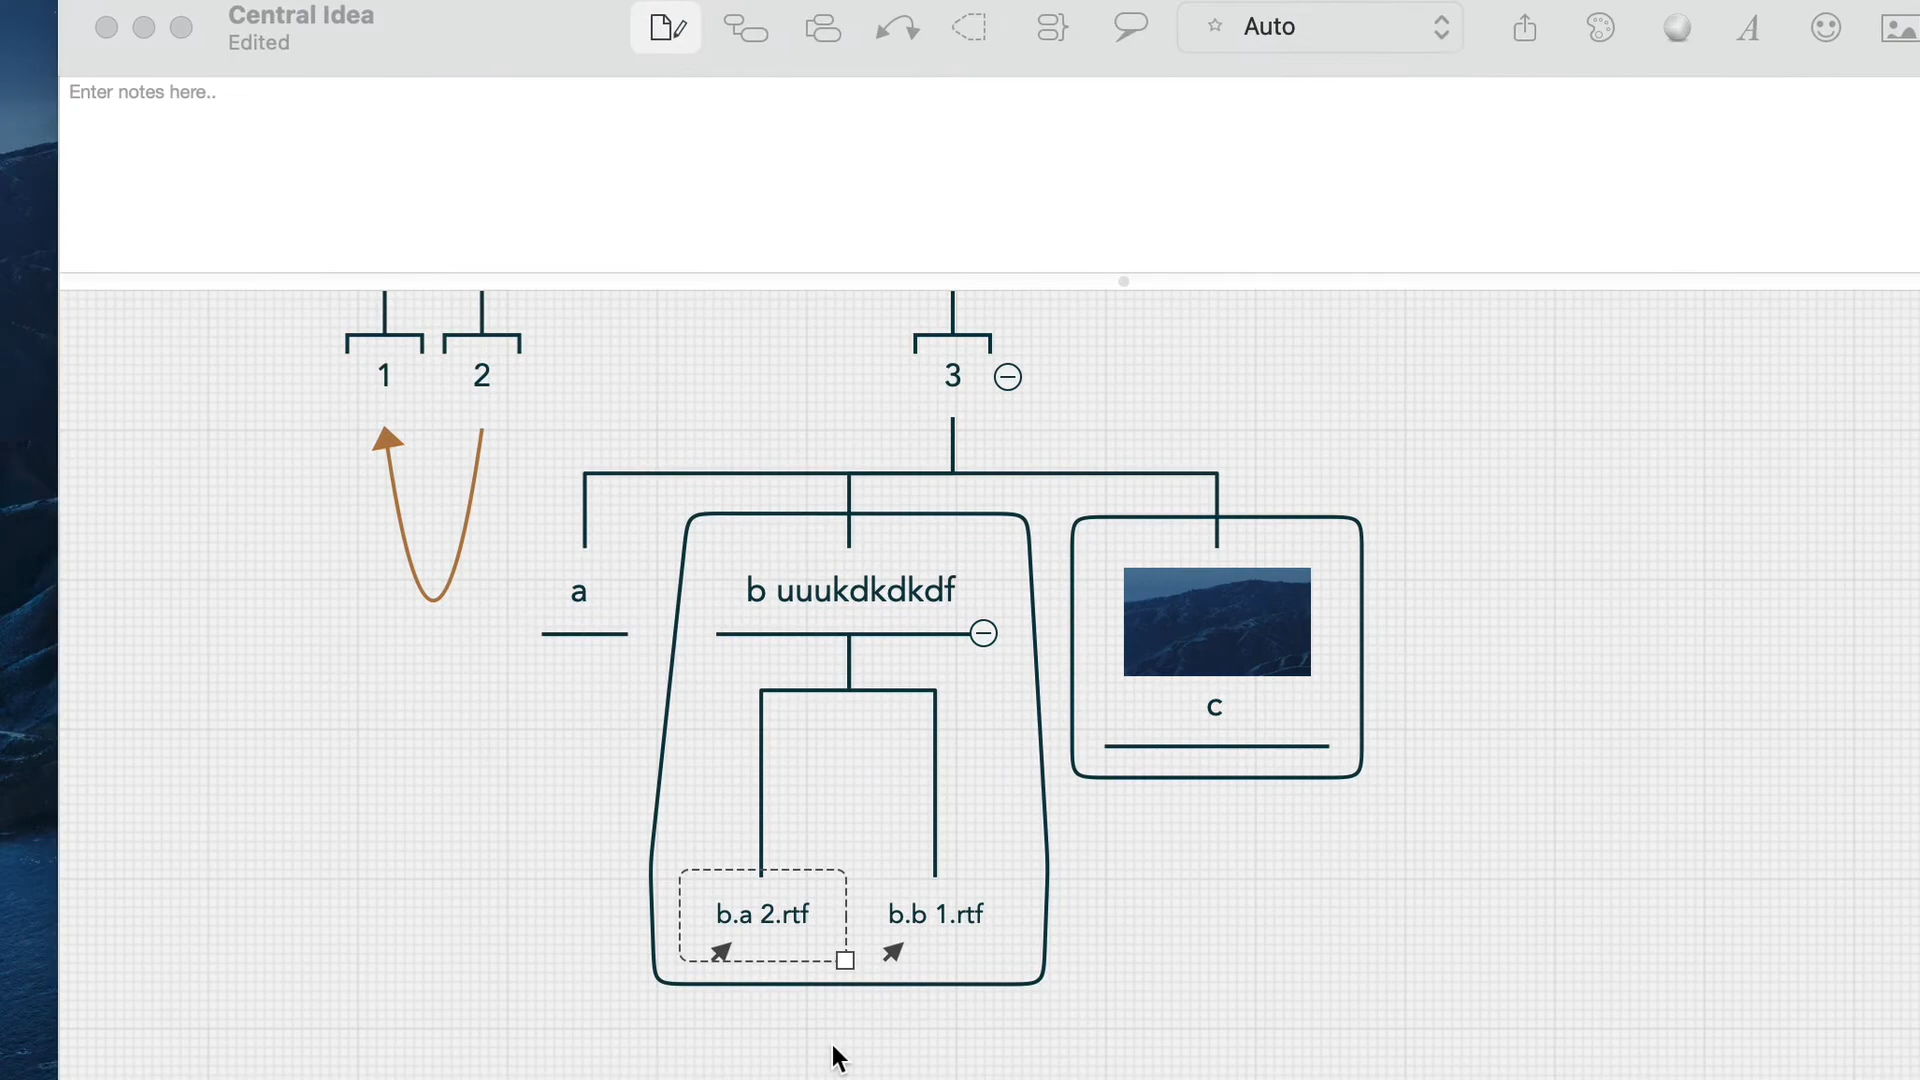 Central Idea
Edited
Auto
A
Enter notes here..
1
2
3
a
b uuukdkdkdf
c
b.a 2.rtf
b.b 1.rtf